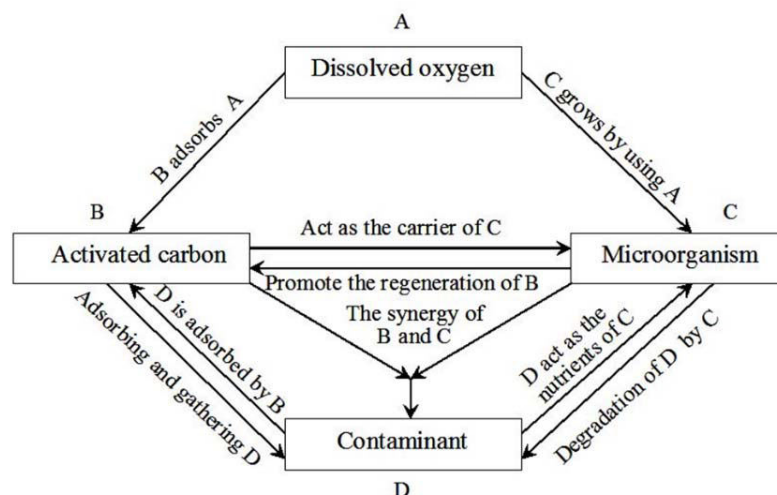 A
Dissolved oxygen
B adsorbs A
C grows by using A
B
C
Activated carbon
Act as the carrier of C
Microorganism
Promote the regeneration of B
The synergy of
B and C
Adsorbing and gathering D
D is adsorbed by B
D act as the
nutrients of C
Degradation of D by C
Contaminant
D